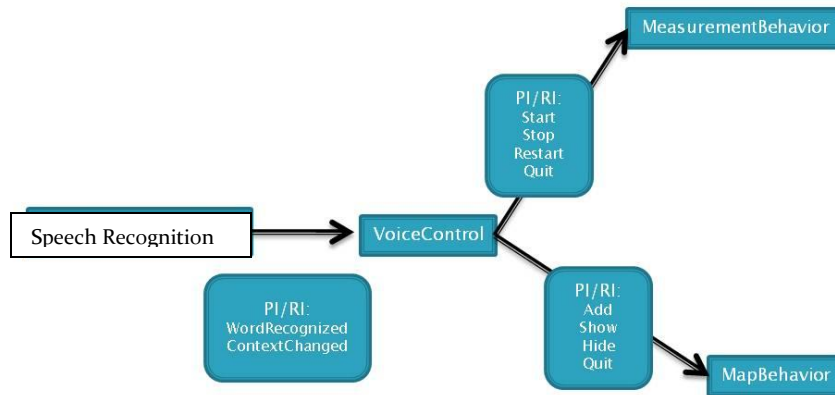 MeasurementBehavior
PI/RI:
Start
Stop
Restart
Quit
Speech Recognition
VoiceControl
PI/RI:
WordRecognized
ContextChanged
PI/RI:
Add
Show
Hide
Quit
MapBehavior